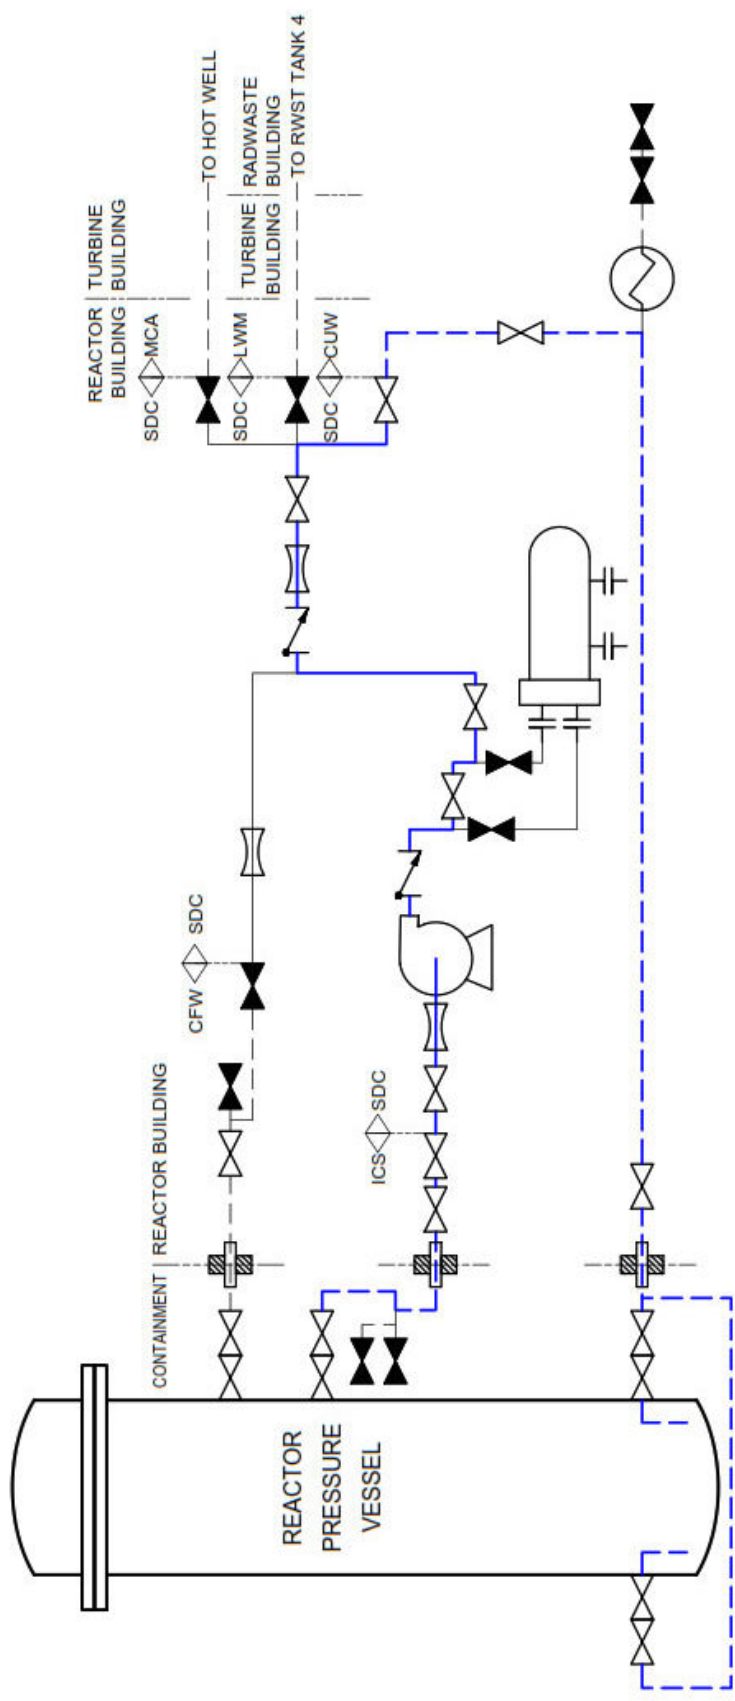 REACTOR
BUILDING
TURBINE
BUILDING
SDC
MCA
TO HOT WELL
SDC
LWM
TURBINE
BUILDING
RADWASTE
BUILDING
TO RWST TANK 4
SDC
CUW
CFW
SDC
CONTAINMENT
REACTOR BUILDING
ICS
SDC
REACTOR
PRESSURE
VESSEL